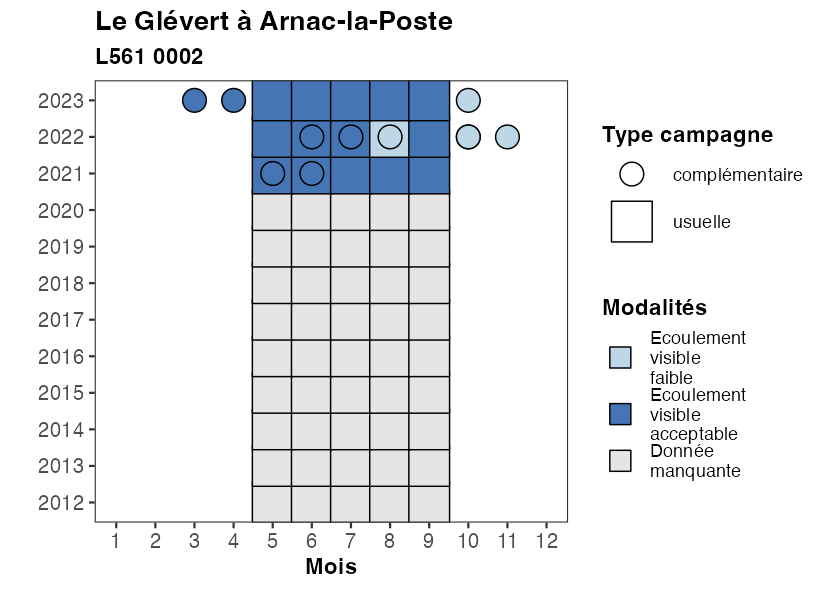 Le Glévert à Arnac-la-Poste
L561 0002
2023
2022
2021
2020
2019
2018
2017
2016
2015
2014
2013
2012
1 2 3 4 5 6 7 8 9 10 11 12
Mois
Type campagne
complémentaire
usuelle
Modalités
Ecoulement
visible
faible
Ecoulement
visible
acceptable
Donnée
manquante